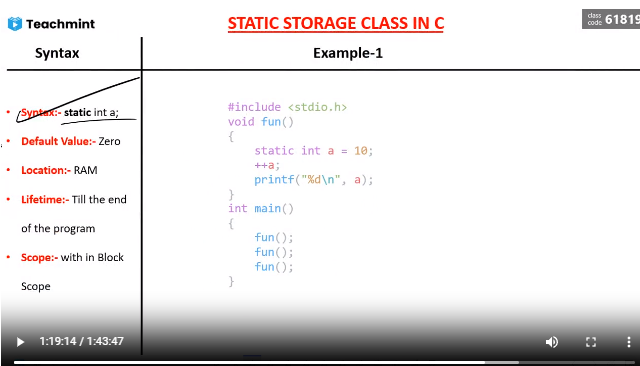 Teachmint
STATIC STORAGE CLASS IN C
class
code 61819
Syntax
Example-1
• Syntax:- static int a;
• Default Value:- Zero
• Location:- RAM
• Lifetime:- Till the end
of the program
• Scope:- with in Block
Scope
#include <stdio.h>
void fun()
{
static int a = 10;
++a;
printf("%d\n", a);
}
int main()
{
fun();
fun();
fun();
}
1:19:14 / 1:43:47